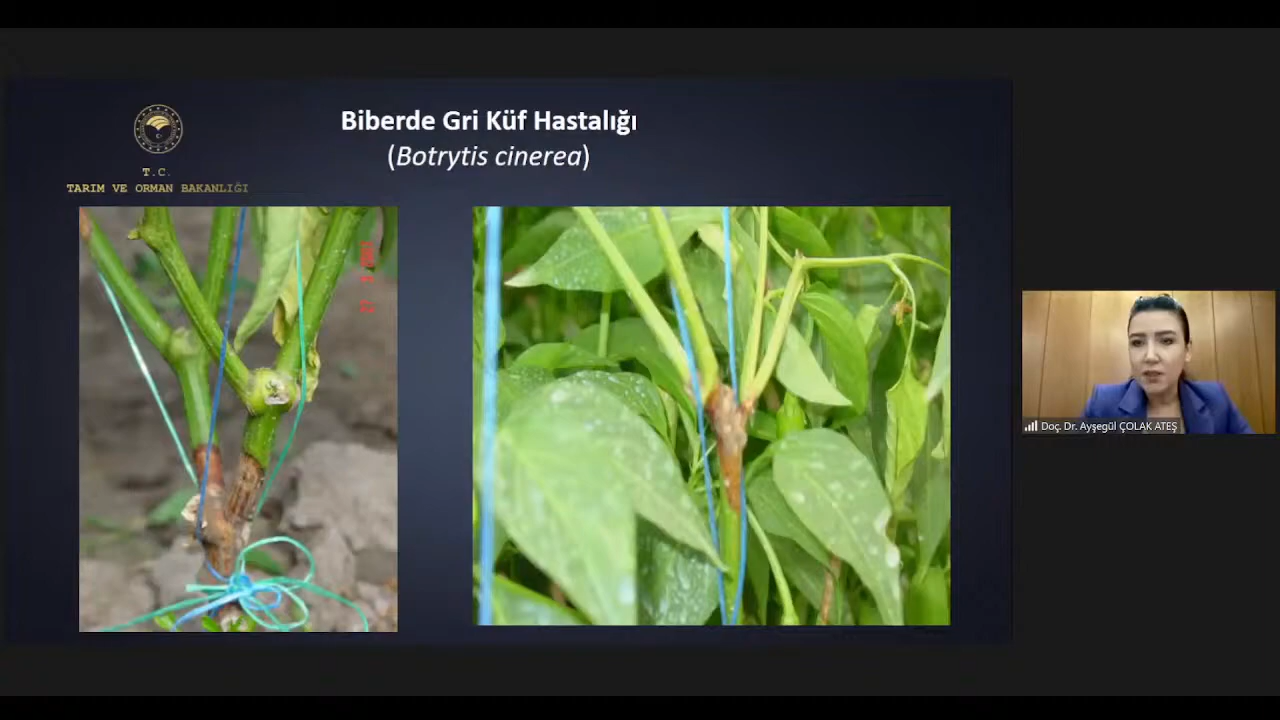 Biberde Gri Küf Hastalığı
(Botrytis cinerea)
T.C.
TARIM VE ORMAN BAKANLIĞI
Doç. Dr. Ayşegül ÇOLAK ATEŞ